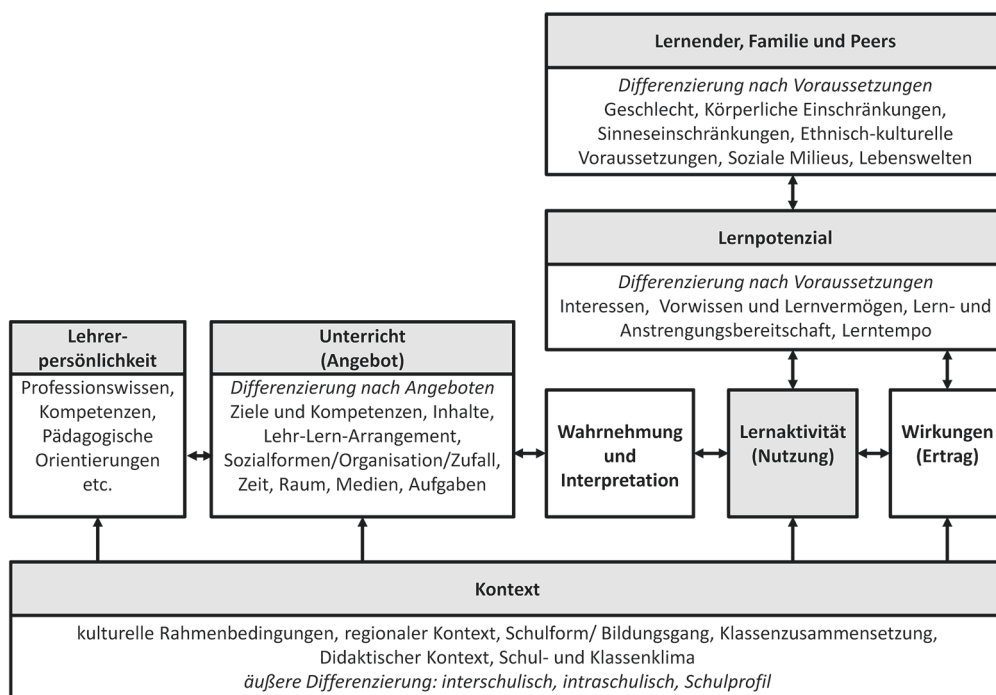 Lernender, Familie und Peers
Differenzierung nach Voraussetzungen
Geschlecht, Körperliche Einschränkungen,
Sinneseinschränkungen, Ethnisch-kulturelle
Voraussetzungen, Soziale Milieus, Lebenswelten
Lernpotenzial
Differenzierung nach Voraussetzungen
Interessen, Vorwissen und Lernvermögen, Lern- und
Anstrengungsbereitschaft, Lerntempo
Lehrer-
persönlichkeit
Professionswissen,
Kompetenzen,
Pädagogische
Orientierungen
etc.
Unterricht
(Angebot)
Differenzierung nach Angeboten
Ziele und Kompetenzen, Inhalte,
Lehr-Lern-Arrangement,
Sozialformen/Organisation/Zufall,
Zeit, Raum, Medien, Aufgaben
Wahrnehmung
und
Interpretation
Lernaktivität
(Nutzung)
Wirkungen
(Ertrag)
Kontext
kulturelle Rahmenbedingungen, regionaler Kontext, Schulform/ Bildungsgang, Klassenzusammensetzung,
Didaktischer Kontext, Schul- und Klassenklima
äußere Differenzierung: interschulisch, intraschulisch, Schulprofil